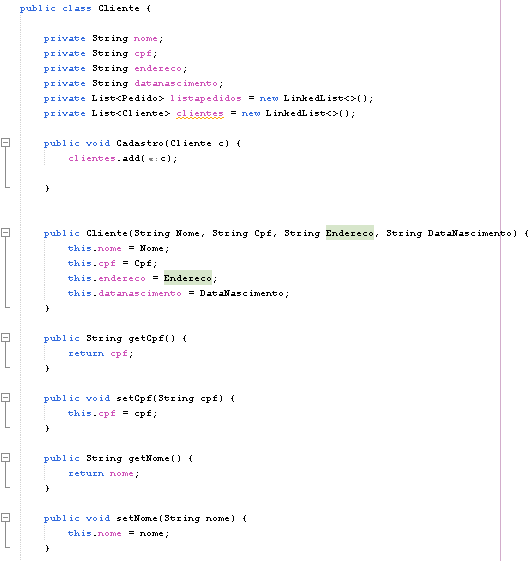 public class Cliente {
private String nome;
private String cpf;
private String endereco;
private String datanascimento;
private List<Pedido> listapedidos = new LinkedList<>();
private List<Cliente> clientes = new LinkedList<>();
public void Cadastro(Cliente c) {
clientes.add(e:c);
}
public Cliente(String Nome, String Cpf, String Endereco, String DataNascimento) {
this.nome = Nome;
this.cpf = Cpf;
this.endereco = Endereco;
this.datanascimento = DataNascimento;
}
public String getCpf() {
return cpf;
}
public void setCpf(String cpf) {
this.cpf = cpf;
}
public String getNome() {
return nome;
}
public void setNome(String nome) {
this.nome = nome;
}